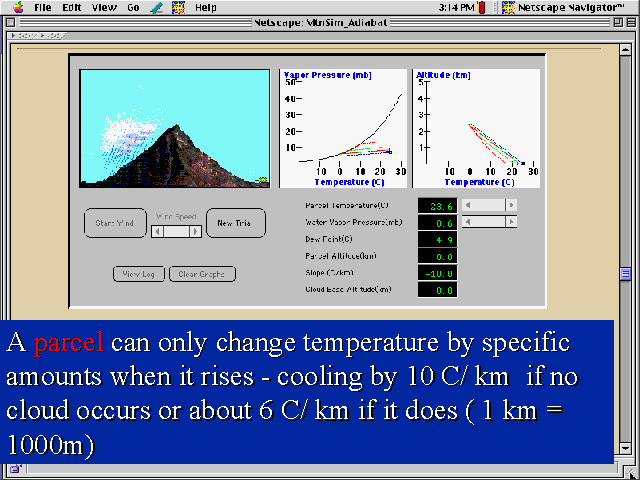 File Edit View Go Help 3:14 PM Netscape Navigator™
Netscape: MtnSim_Adiabat
Vapor Pressure (mb)
50
40
30
20
10
10 0 10 20 30
Temperature (C)
Altitude (km)
5
4
3
2
1
10 0 10 20 30
Temperature (C)
Start Wind
Wind Speed
New Trial
View Log
Clear Graphs
Parcel Temperature(C) 23.6
Water Vapor Pressure(mb) 0.6
Dew Point(C) 4.9
Parcel Altitude(km) 0.0
Slope (C/km) -10.0
Cloud Base Altitude(km) 0.0
A parcel can only change temperature by specific
amounts when it rises - cooling by 10 C/ km if no
cloud occurs or about 6 C/ km if it does ( 1 km =
1000m)